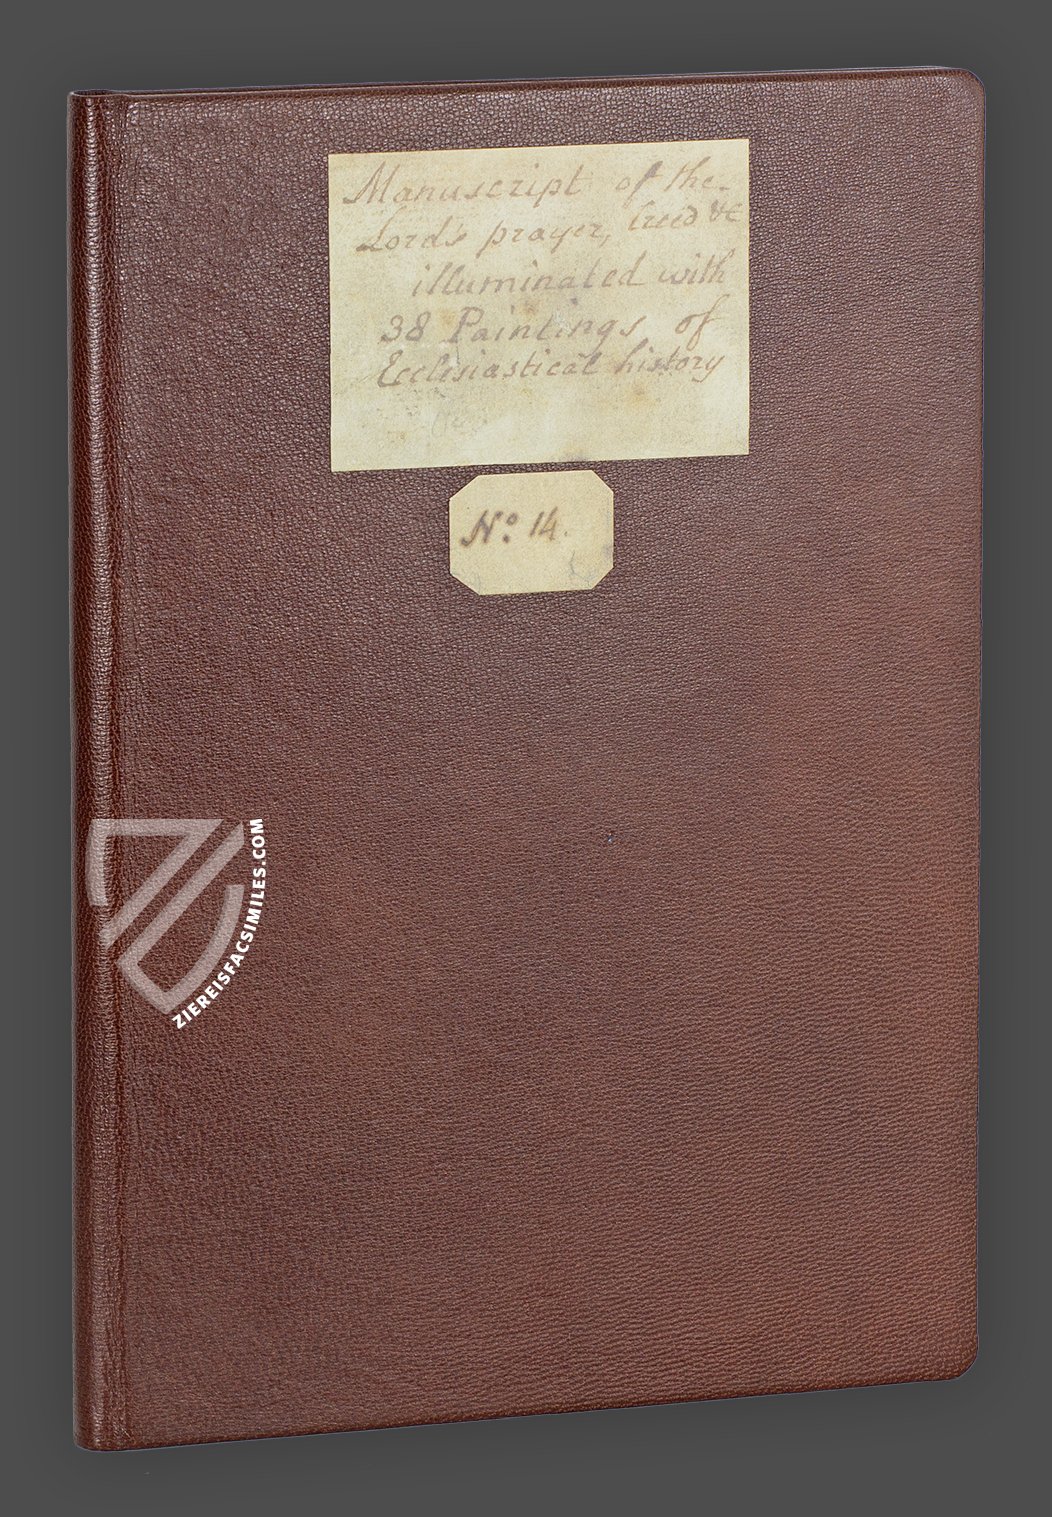 Manuscript of the
Lord's prayer, Creed &c
illuminated with
38 Paintings of
Ecclesiastical history
No. 14.
ZIEREISFACSIMILES.COM